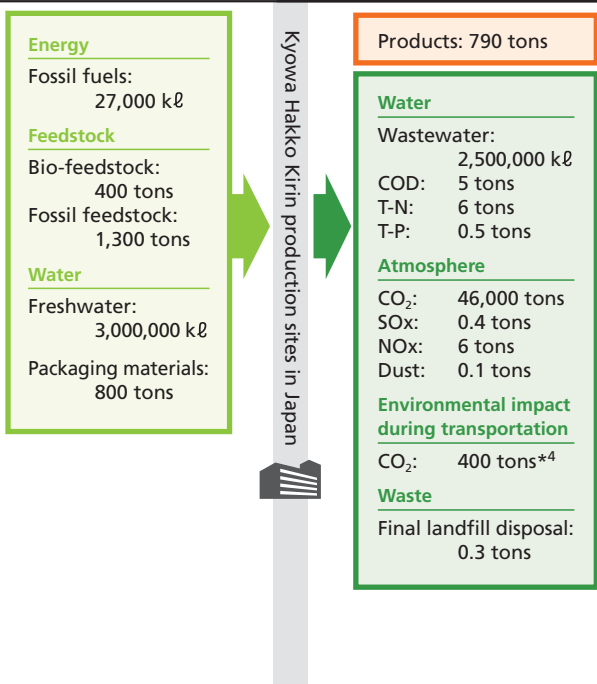 Energy
Fossil fuels:
27,000 kℓ
Feedstock
Bio-feedstock:
400 tons
Fossil feedstock:
1,300 tons
Water
Freshwater:
3,000,000 kℓ
Packaging materials:
800 tons
Kyowa Hakko Kirin production sites in Japan
Products: 790 tons
Water
Wastewater:
2,500,000 kℓ
COD: 5 tons
T-N: 6 tons
T-P: 0.5 tons
Atmosphere
CO₂: 46,000 tons
SOx: 0.4 tons
NOx: 6 tons
Dust: 0.1 tons
Environmental impact
during transportation
CO₂: 400 tons*⁴
Waste
Final landfill disposal:
0.3 tons